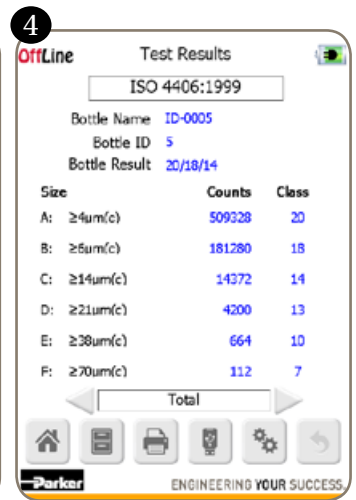 4
OffLine Test Results
ISO 4406:1999
Bottle Name ID-0005
Bottle ID 5
Bottle Result 20/18/14
Size Counts Class
A: ≥4um(c) 509328 20
B: ≥6um(c) 181280 18
C: ≥14um(c) 14372 14
D: ≥21um(c) 4200 13
E: ≥38um(c) 664 10
F: ≥70um(c) 112 7
Total
Parker ENGINEERING YOUR SUCCESS.